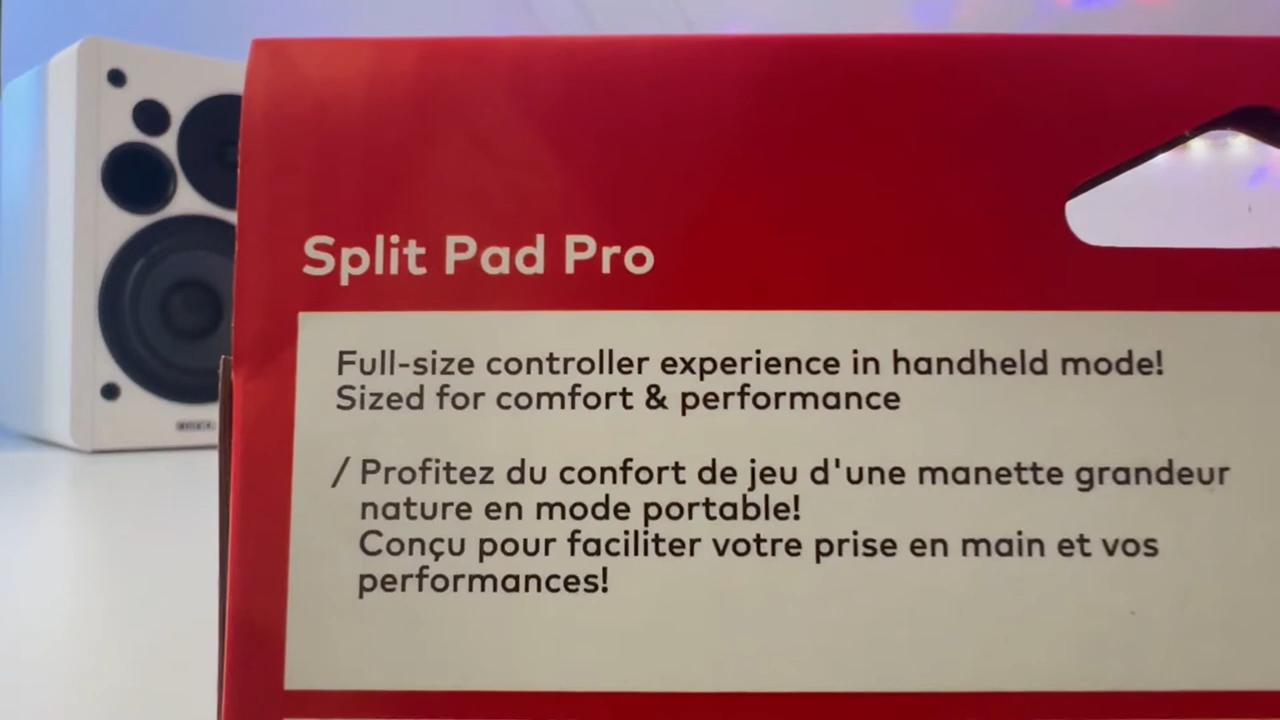 Split Pad Pro
Full-size controller experience in handheld mode!
Sized for comfort & performance
/ Profitez du confort de jeu d'une manette grandeur
nature en mode portable!
Conçu pour faciliter votre prise en main et vos
performances!